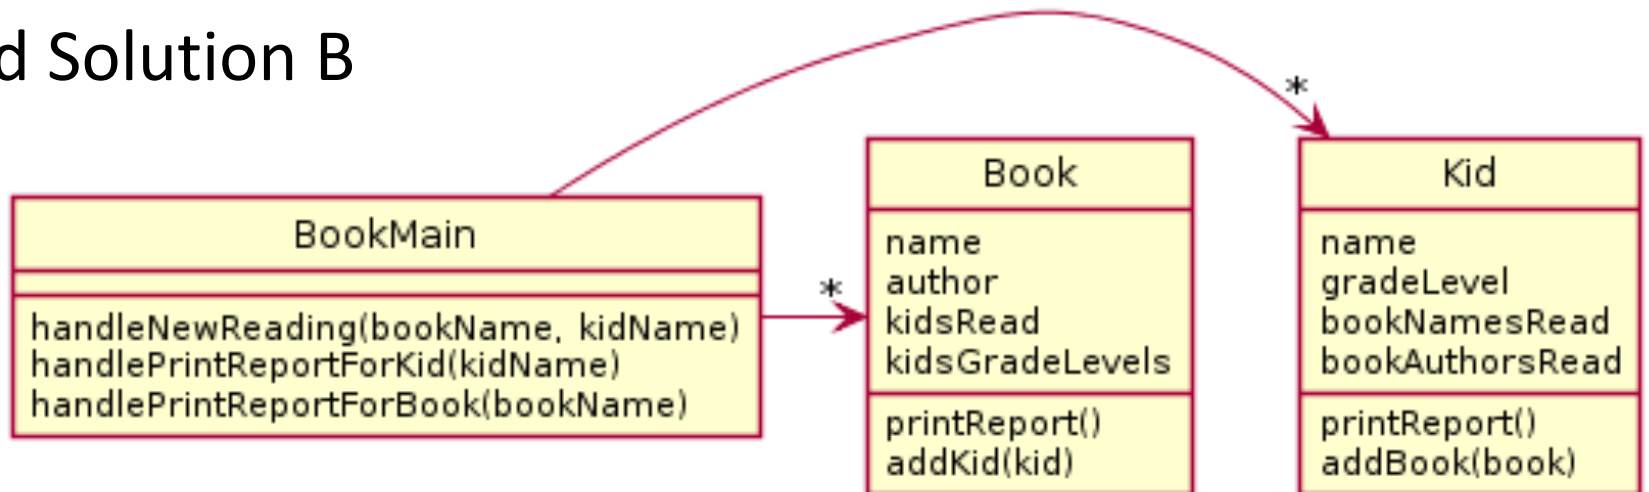 d Solution B
*
BookMain
handleNewReading(bookName, kidName)
handlePrintReportForKid(kidName)
handlePrintReportForBook(bookName)
*
Book
name
author
kidsRead
kidsGradeLevels
printReport()
addKid(kid)
Kid
name
gradeLevel
bookNamesRead
bookAuthorsRead
printReport()
addBook(book)